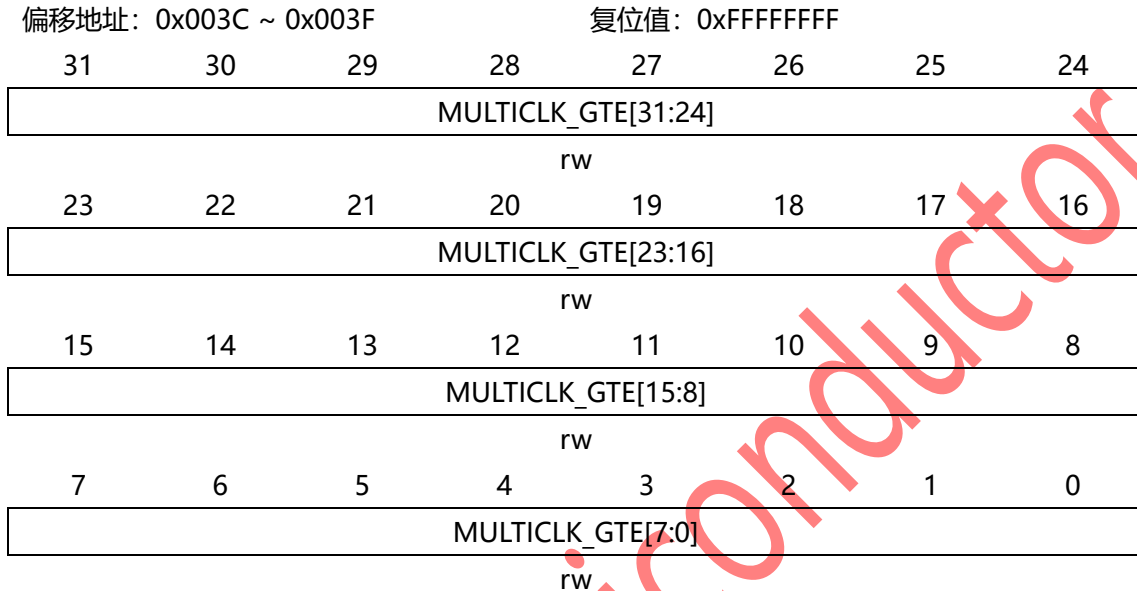 偏移地址：0x003C ~ 0x003F 复位值：0xFFFFFFFF
31 30 29 28 27 26 25 24
MULTICLK_GTE[31:24]
rw
23 22 21 20 19 18 17 16
MULTICLK_GTE[23:16]
rw
15 14 13 12 11 10 9 8
MULTICLK_GTE[15:8]
rw
7 6 5 4 3 2 1 0
MULTICLK_GTE[7:0]
rw
iconductor